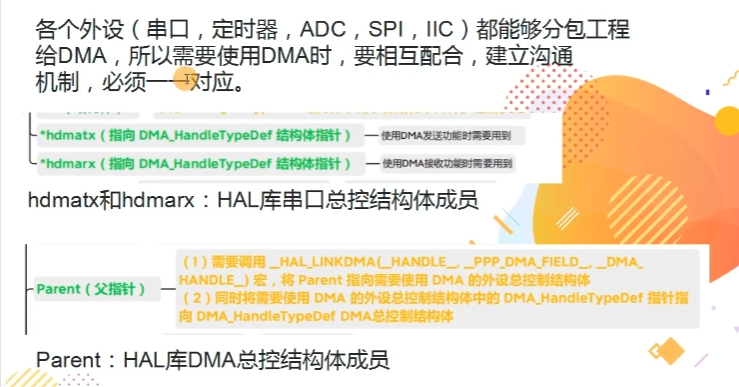 各个外设（串口，定时器，ADC，SPI，IIC）都能够分包工程
给DMA，所以需要使用DMA时，要相互配合，建立沟通
机制，必须一一对应。
*hdmatx（指向 DMA_HandleTypeDef 结构体指针） 使用DMA发送功能时需要用到
*hdmarx（指向 DMA_HandleTypeDef 结构体指针） 使用DMA接收功能时需要用到
hdmatx和hdmarx：HAL库串口总控结构体成员
（1）需要调用 __HAL_LINKDMA(__HANDLE__, __PPP_DMA_FIELD__, __DMA_
HANDLE__) 宏，将 Parent 指向需要使用 DMA 的外设总控制结构体
Parent（父指针）
（2）同时将需要使用 DMA 的外设总控制结构体中的 DMA_HandleTypeDef 指针指
向 DMA_HandleTypeDef DMA总控制结构体
Parent：HAL库DMA总控结构体成员